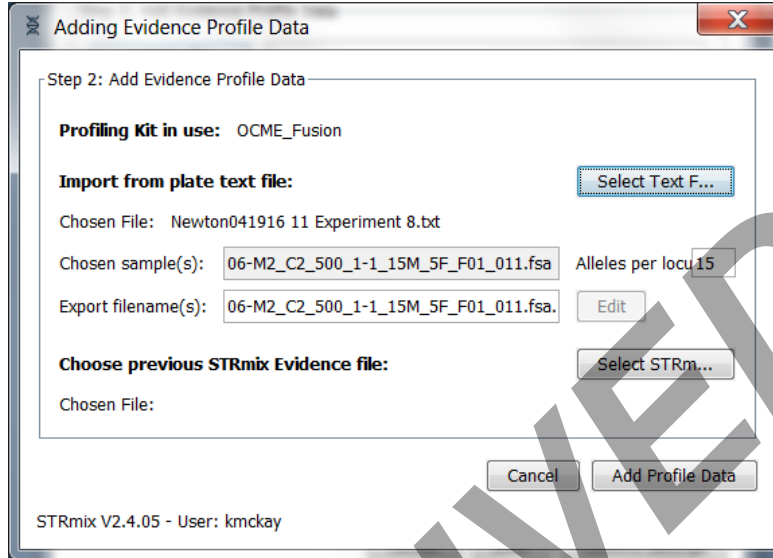 Adding Evidence Profile Data
Step 2: Add Evidence Profile Data
Profiling Kit in use: OCME_Fusion
Import from plate text file: Select Text F...
Chosen File: Newton041916 11 Experiment 8.txt
Chosen sample(s): 06-M2_C2_500_1-1_15M_5F_F01_011.fsa Alleles per locu 15
Export filename(s): 06-M2_C2_500_1-1_15M_5F_F01_011.fsa. Edit
Choose previous STRmix Evidence file: Select STRm...
Chosen File:
Cancel Add Profile Data
STRmix V2.4.05 - User: kmckay